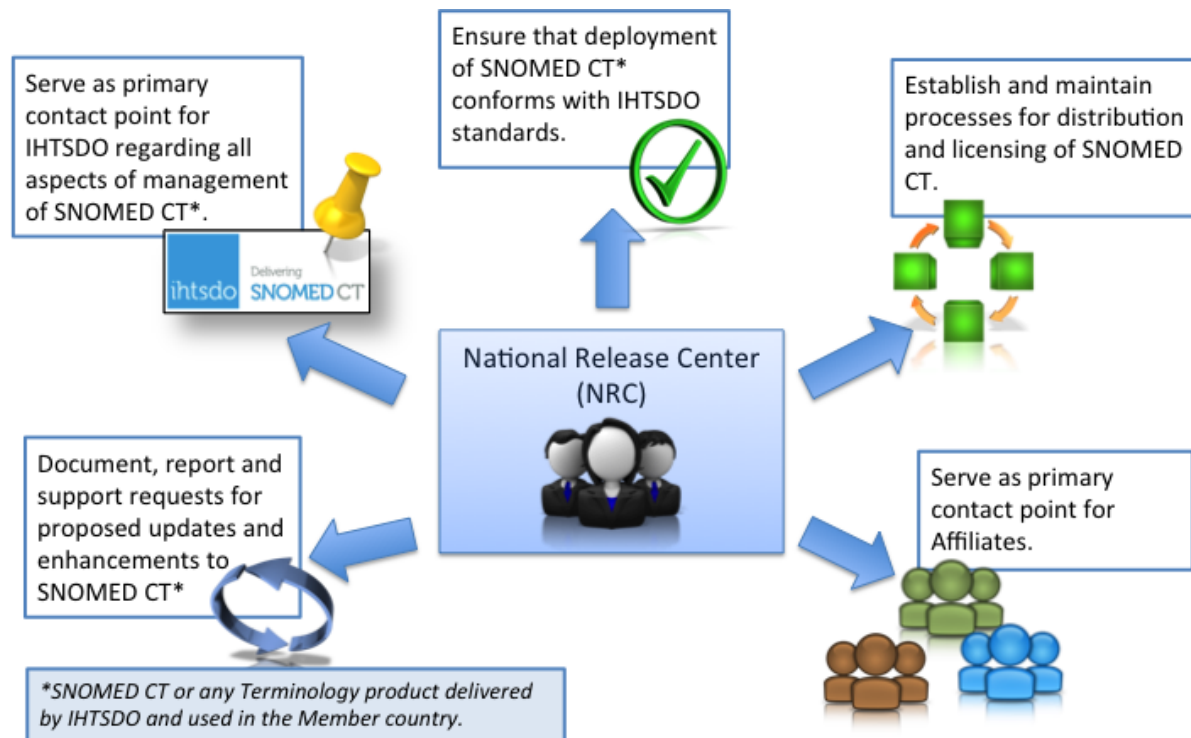 Serve as primary
contact point for
IHTSDO regarding all
aspects of management
of SNOMED CT*.
ihtsdo
Delivering
SNOMED CT
Ensure that deployment
of SNOMED CT*
conforms with IHTSDO
standards.
Establish and maintain
processes for distribution
and licensing of SNOMED
CT.
National Release Center
(NRC)
Document, report and
support requests for
proposed updates and
enhancements to
SNOMED CT*
Serve as primary
contact point for
Affiliates.
*SNOMED CT or any Terminology product delivered
by IHTSDO and used in the Member country.